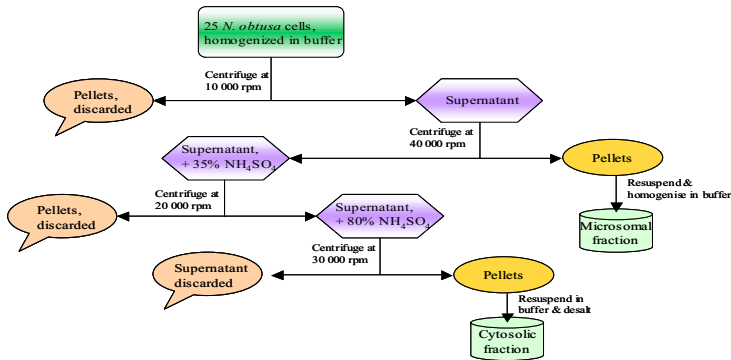 25 N. obtusa cells,
homogenized in buffer
Centrifuge at
10 000 rpm
Pellets,
discarded
Supernatant
Centrifuge at
40 000 rpm
Supernatant,
+ 35% NH4SO4
Pellets
Centrifuge at
20 000 rpm
Resuspend &
homogenise in buffer
Pellets,
discarded
Supernatant,
+ 80% NH4SO4
Microsomal
fraction
Centrifuge at
30 000 rpm
Supernatant
discarded
Pellets
Resuspend in
buffer & desalt
Cytosolic
fraction